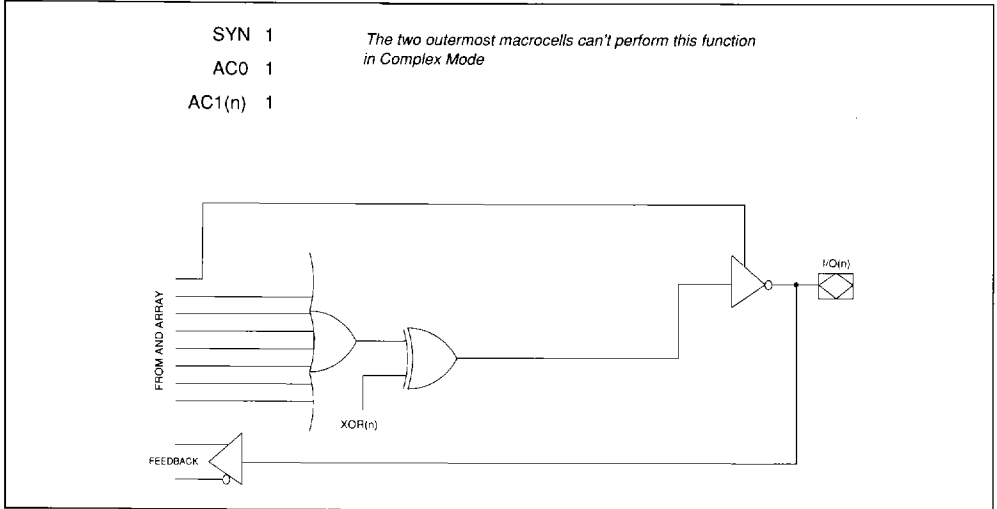 SYN 1
The two outermost macrocells can't perform this function
in Complex Mode
AC0 1
AC1(n) 1
I/O(n)
FROM AND ARRAY
XOR(n)
FEEDBACK